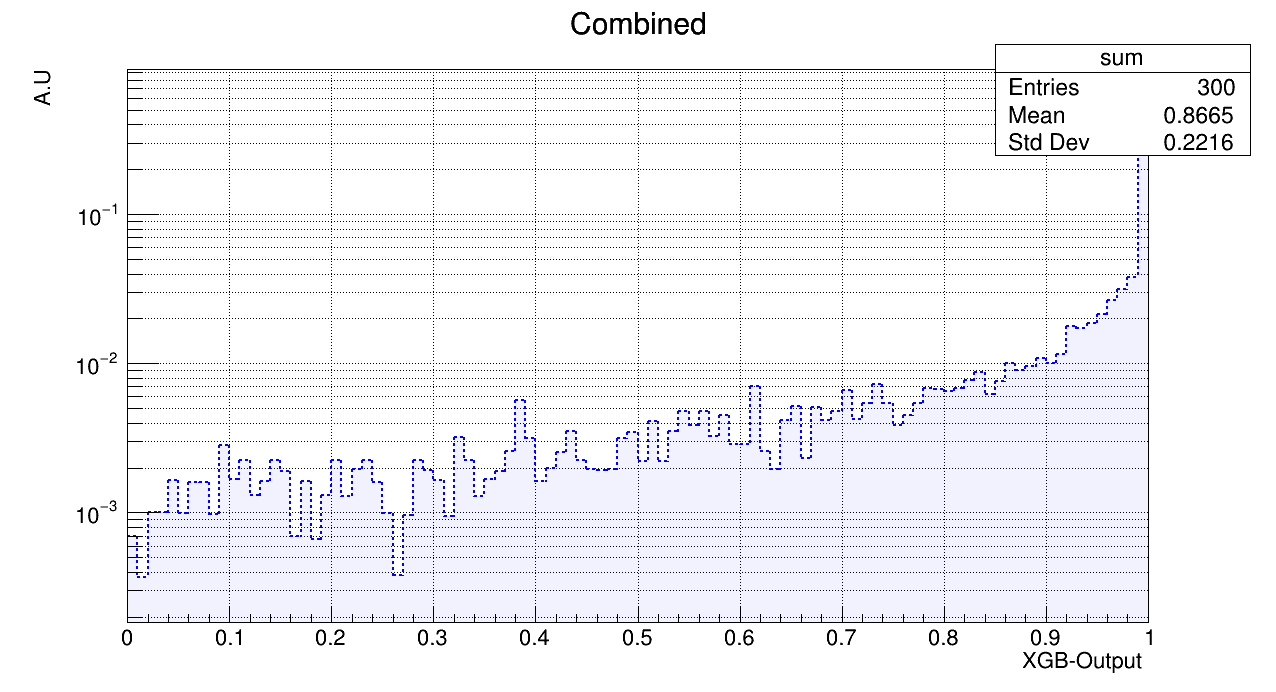 Combined
sum
Entries 300
Mean 0.8665
Std Dev 0.2216
A.U
10⁻¹
10⁻²
10⁻³
0 0.1 0.2 0.3 0.4 0.5 0.6 0.7 0.8 0.9 1
XGB-Output